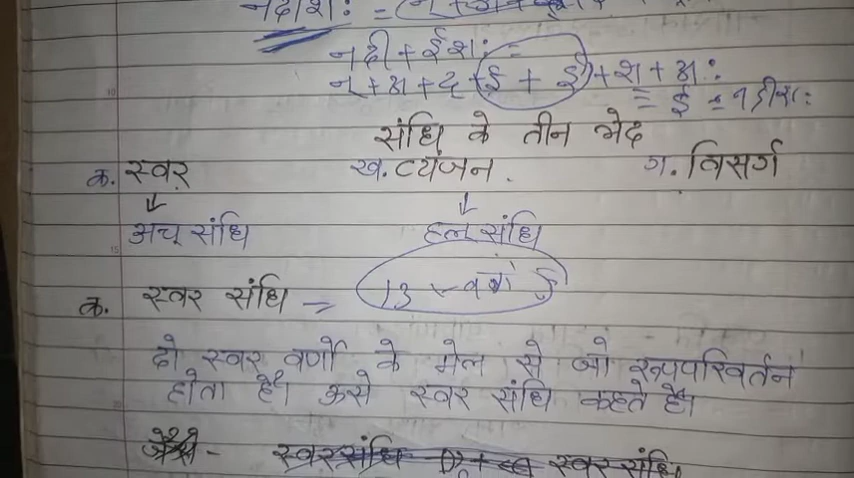 नदीशः =
नदी + ईशः =
न् + अ + द् + ई + ई + श् + अः
= ई = नदीशः
संधि के तीन भेद
क. स्वर ख. व्यंजन. ग. विसर्ग
↓ ↓
अच् संधि हल् संधि
क. स्वर संधि = 13 स्वरों
दो स्वर वर्णों के मेल से जो रूपपरिवर्तन
होता है। उसे स्वर संधि कहते है।
जैसे - स्वरसंधि स्वरसंधि